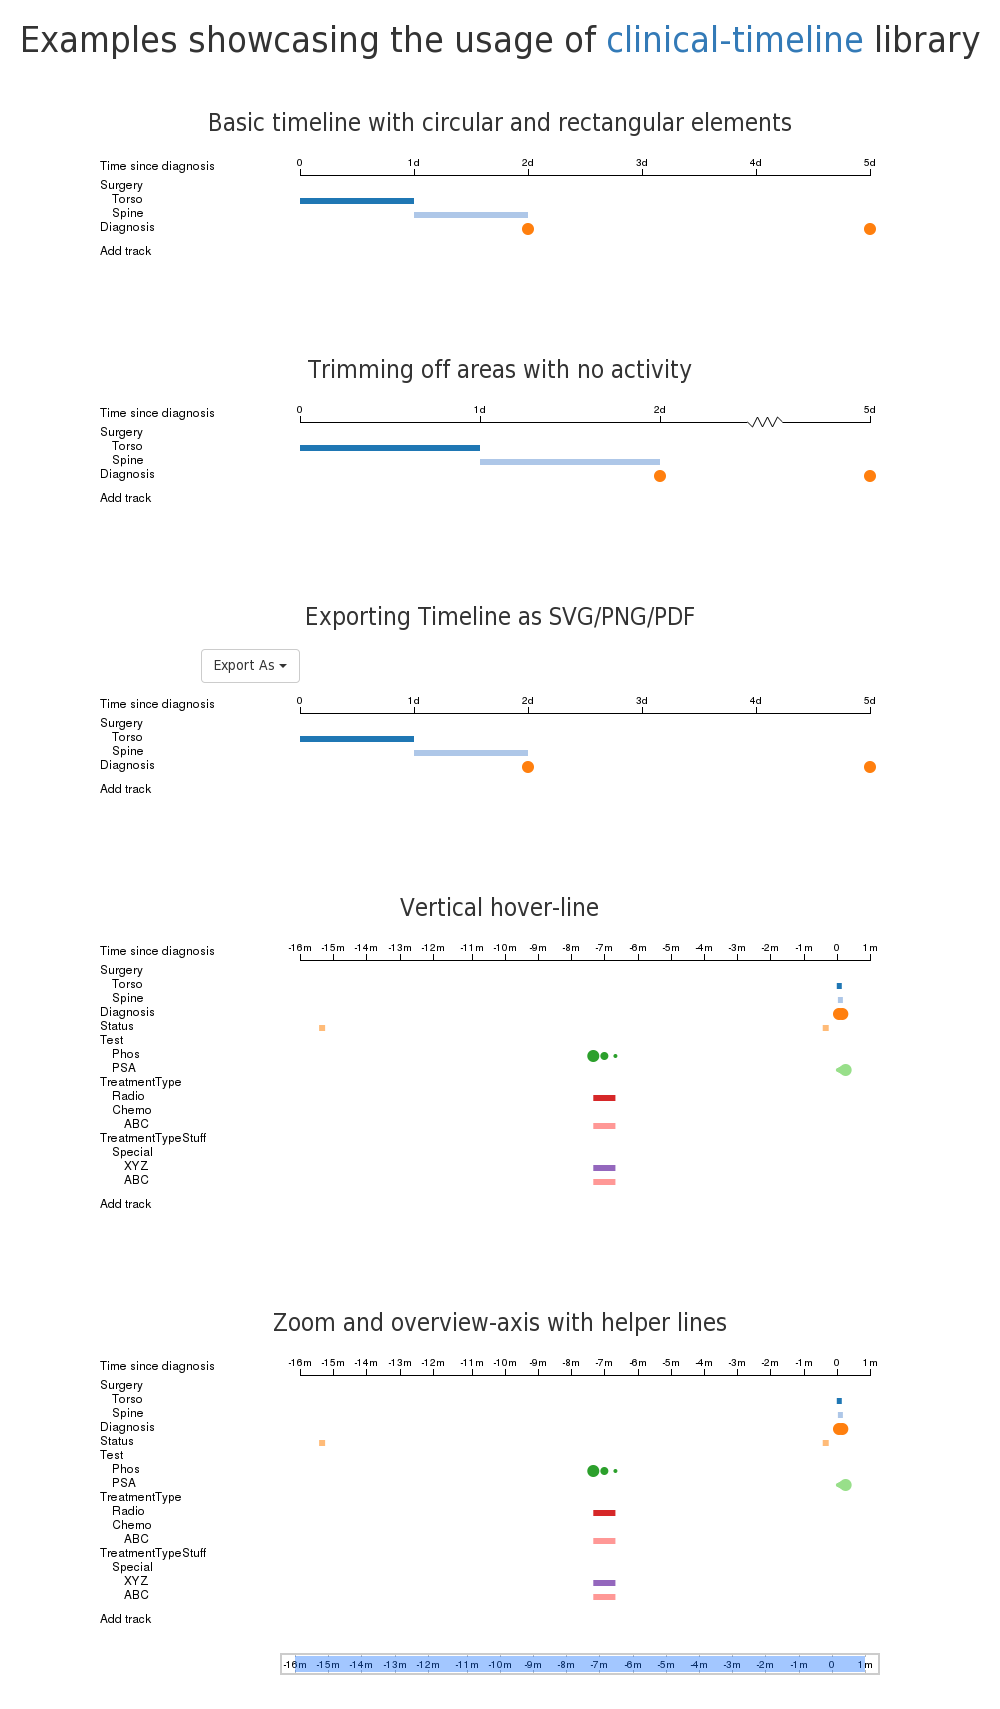 Examples showcasing the usage of clinical-timeline library
Basic timeline with circular and rectangular elements
Time since diagnosis 0 1d 2d 3d 4d 5d
Surgery
Torso
Spine
Diagnosis
Add track
Trimming off areas with no activity
Time since diagnosis 0 1d 2d 5d
Surgery
Torso
Spine
Diagnosis
Add track
Exporting Timeline as SVG/PNG/PDF
Export As
Time since diagnosis 0 1d 2d 3d 4d 5d
Surgery
Torso
Spine
Diagnosis
Add track
Vertical hover-line
Time since diagnosis -16m -15m -14m -13m -12m -11m -10m -9m -8m -7m -6m -5m -4m -3m -2m -1m 0 1m
Surgery
Torso
Spine
Diagnosis
Status
Test
Phos
PSA
TreatmentType
Radio
Chemo
ABC
TreatmentTypeStuff
Special
XYZ
ABC
Add track
Zoom and overview-axis with helper lines
Time since diagnosis -16m -15m -14m -13m -12m -11m -10m -9m -8m -7m -6m -5m -4m -3m -2m -1m 0 1m
Surgery
Torso
Spine
Diagnosis
Status
Test
Phos
PSA
TreatmentType
Radio
Chemo
ABC
TreatmentTypeStuff
Special
XYZ
ABC
Add track
-16m -15m -14m -13m -12m -11m -10m -9m -8m -7m -6m -5m -4m -3m -2m -1m 0 1m